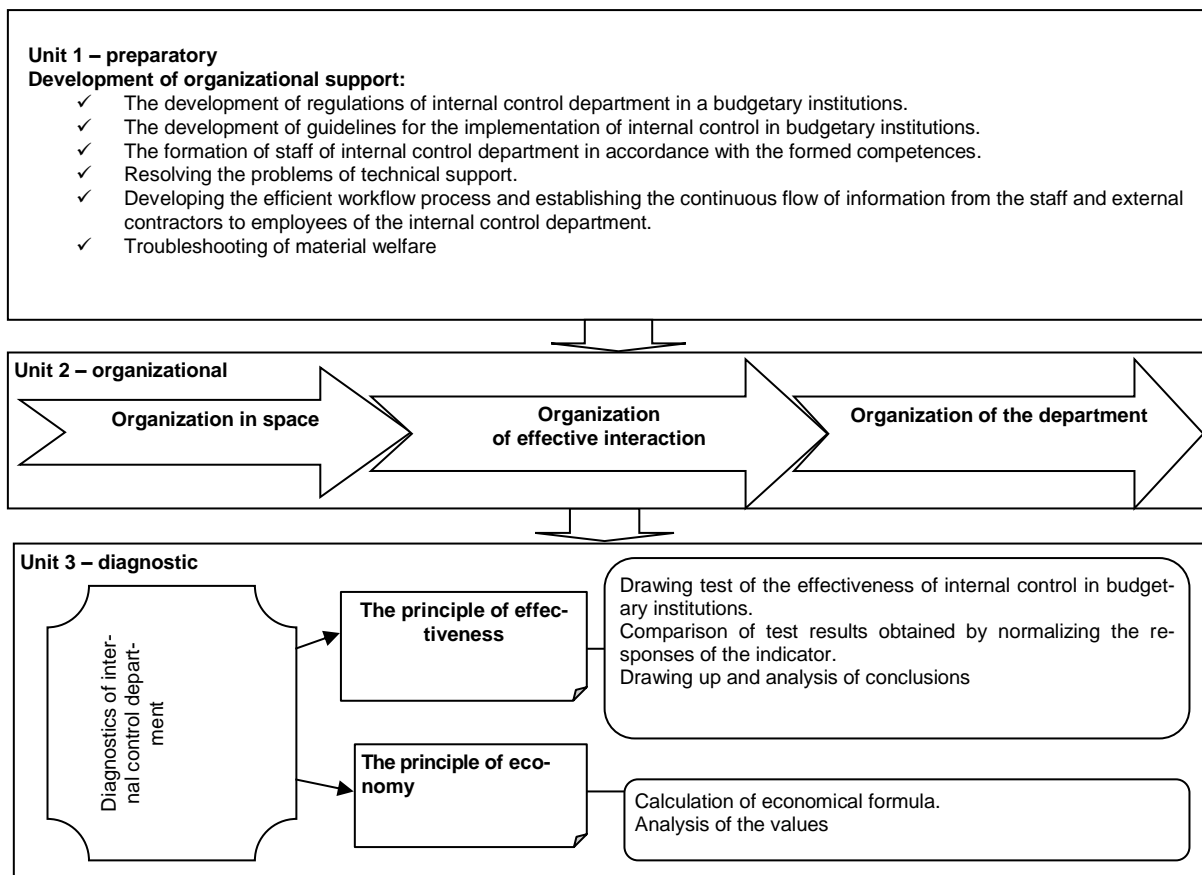 Unit 1 – preparatory
Development of organizational support:
✓ The development of regulations of internal control department in a budgetary institutions.
✓ The development of guidelines for the implementation of internal control in budgetary institutions.
✓ The formation of staff of internal control department in accordance with the formed competences.
✓ Resolving the problems of technical support.
✓ Developing the efficient workflow process and establishing the continuous flow of information from the staff and external
contractors to employees of the internal control department.
✓ Troubleshooting of material welfare
Unit 2 – organizational
Organization in space
Organization
of effective interaction
Organization of the department
Unit 3 – diagnostic
Diagnostics of inter-
nal control depart-
ment
The principle of effec-
tiveness
Drawing test of the effectiveness of internal control in budget-
ary institutions.
Comparison of test results obtained by normalizing the re-
sponses of the indicator.
Drawing up and analysis of conclusions
The principle of eco-
nomy
Calculation of economical formula.
Analysis of the values